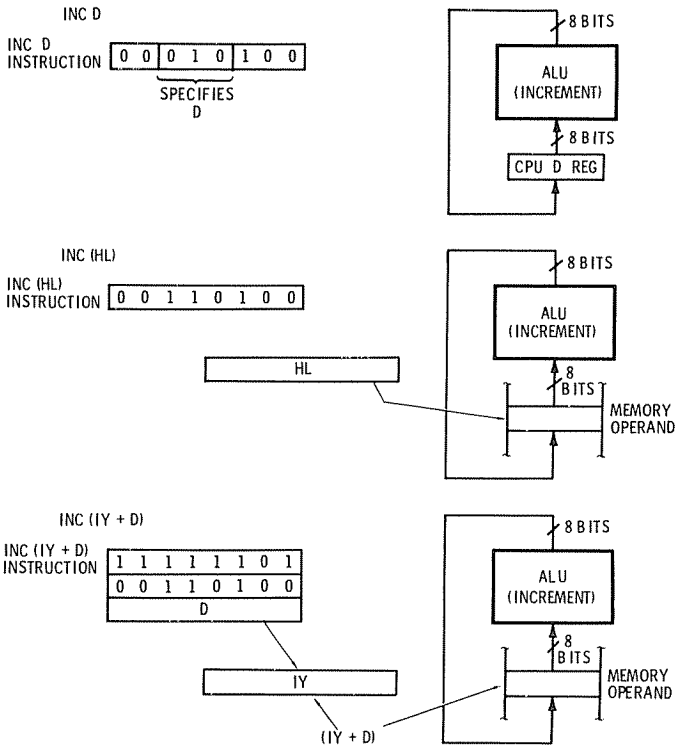 INC D
8 BITS
INC D
INSTRUCTION
0 0 0 1 0 1 0 0
ALU
(INCREMENT)
SPECIFIES
D
8 BITS
CPU D REG
INC (HL)
8 BITS
INC (HL)
INSTRUCTION
0 0 1 1 0 1 0 0
ALU
(INCREMENT)
HL
8
BITS
MEMORY
OPERAND
INC (IY + D)
8 BITS
INC (IY + D)
INSTRUCTION
1 1 1 1 1 1 0 1
0 0 1 1 0 1 0 0
D
ALU
(INCREMENT)
8
BITS
IY
MEMORY
OPERAND
(IY + D)